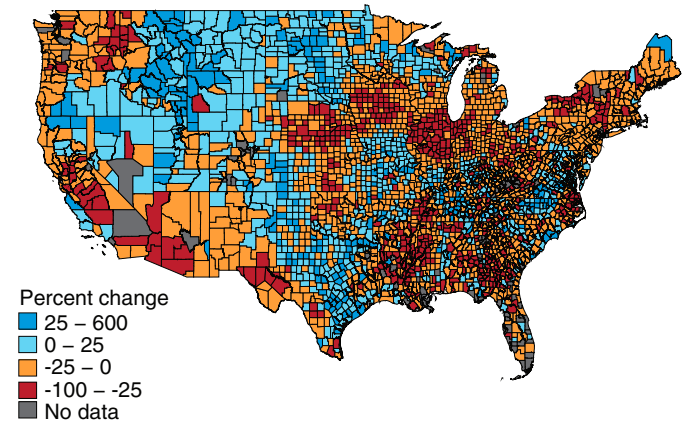 Percent change
25 – 600
0 – 25
-25 – 0
-100 – -25
No data